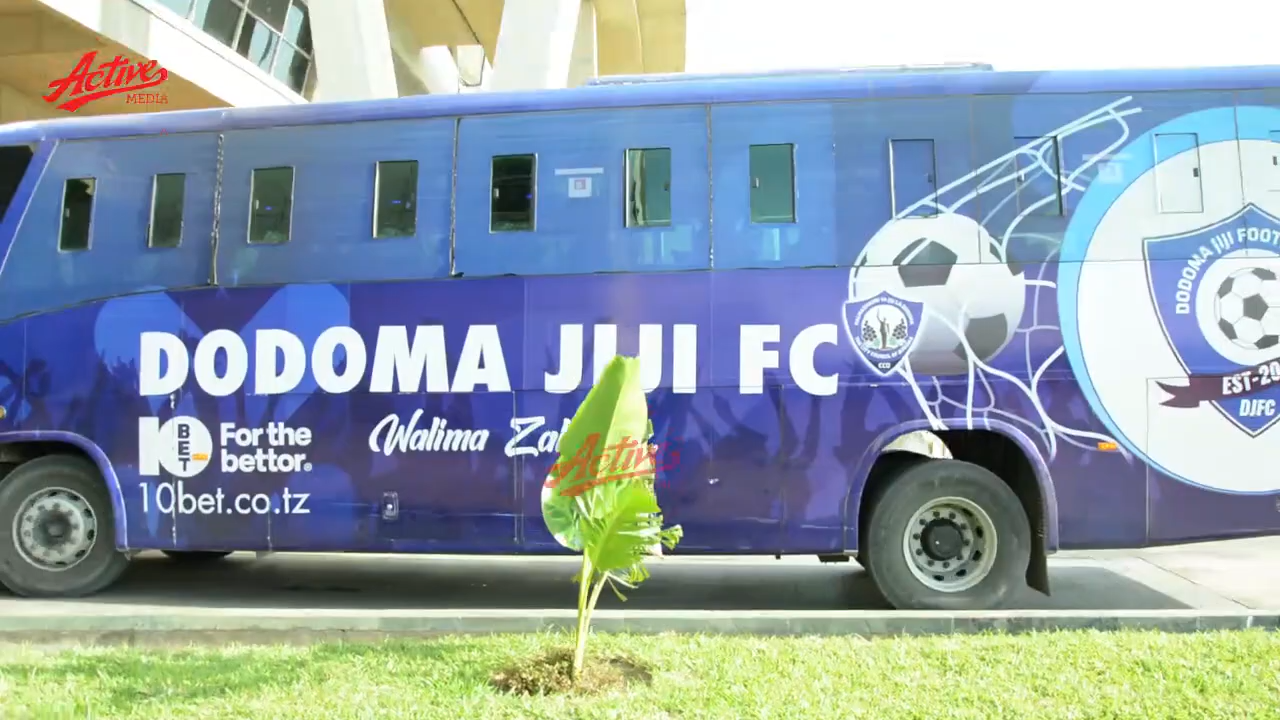 Active
MEDIA
DODOMA JIJI FC
10
BET
For the
bettor.
10bet.co.tz
Walima
Active
DODOMA JIJI FOOT
EST-20
DJFC
CCD